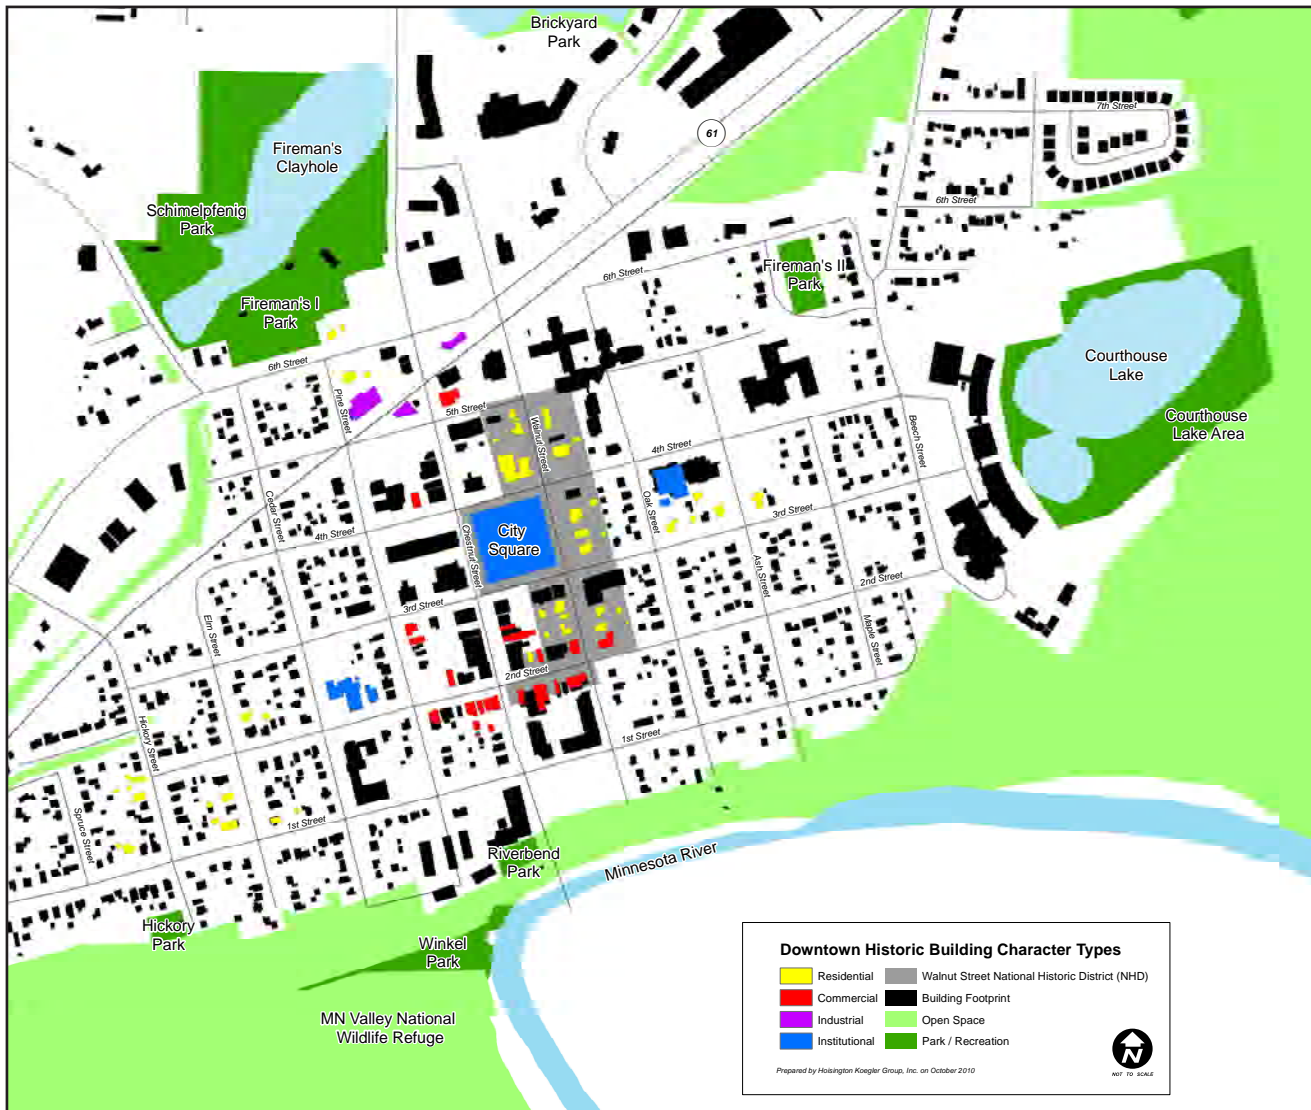 Brickyard
Park
61
7th Street
Fireman's
Clayhole
6th Street
Schimelpfenig
Park
6th Street
Fireman's II
Park
Fireman's I
Park
Courthouse
Lake
6th Street
Pine Street
5th Street
Walnut Street
Courthouse
Lake Area
Beech Street
4th Street
Cedar Street
Oak Street
3rd Street
4th Street
Chestnut Street
City
Square
Ash Street
2nd Street
3rd Street
Elm Street
Maple Street
2nd Street
Hickory Street
1st Street
Spruce Street
1st Street
Riverbend
Park
Minnesota River
Hickory
Park
Winkel
Park
MN Valley National
Wildlife Refuge
Downtown Historic Building Character Types
Residential
Walnut Street National Historic District (NHD)
Commercial
Building Footprint
Industrial
Open Space
Institutional
Park / Recreation
Prepared by Hoisington Koegler Group, Inc. on October 2010
N
NOT TO SCALE